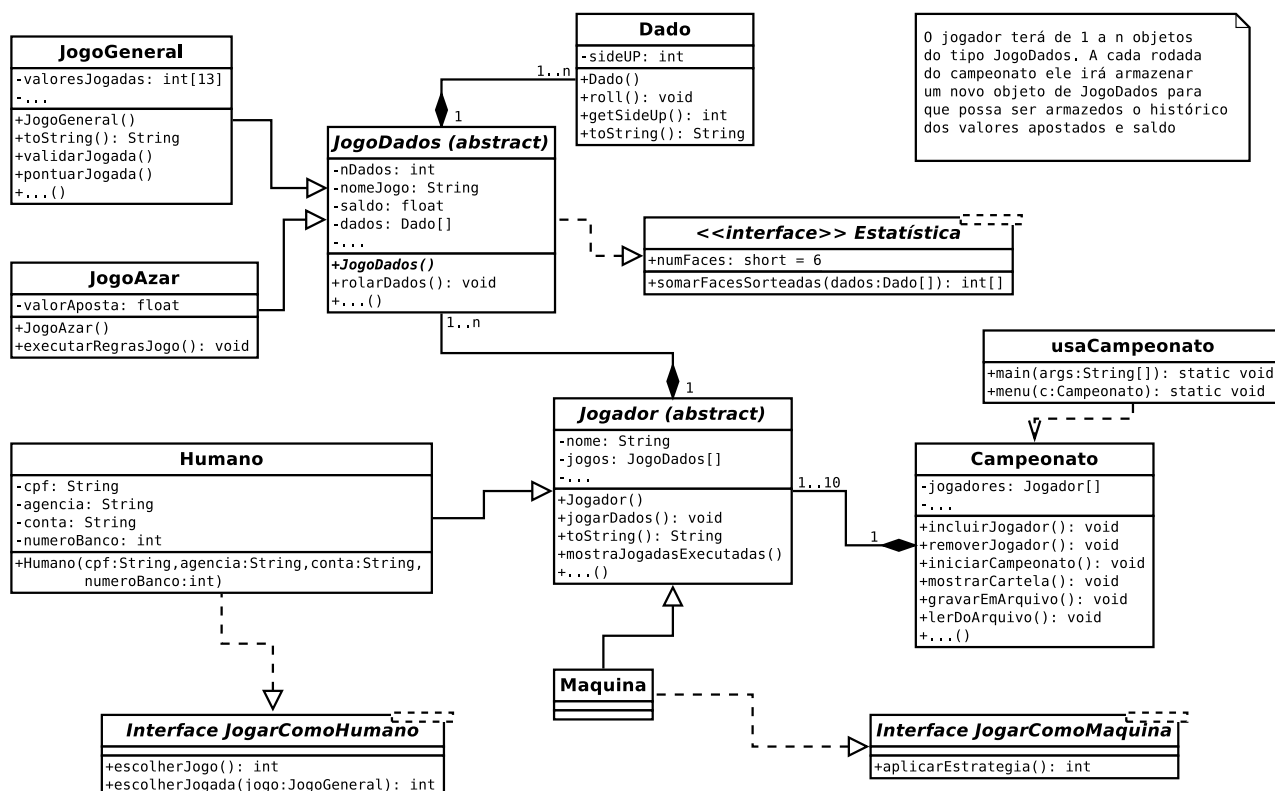 JogoGeneral
-valoresJogadas: int[13]
-...
+JogoGeneral()
+toString(): String
+validarJogada()
+pontuarJogada()
+...()
Dado
-sideUP: int
+Dado()
+roll(): void
+getSideUp(): int
+toString(): String
1..n
1
O jogador terá de 1 a n objetos
do tipo JogoDados. A cada rodada
do campeonato ele irá armazenar
um novo objeto de JogoDados para
que possa ser armazedos o histórico
dos valores apostados e saldo
JogoDados (abstract)
-nDados: int
-nomeJogo: String
-saldo: float
-dados: Dado[]
-...
+JogoDados()
+rolarDados(): void
+...()
<<interface>> Estatística
+numFaces: short = 6
+somarFacesSorteadas(dados:Dado[]): int[]
JogoAzar
-valorAposta: float
+JogoAzar()
+executarRegrasJogo(): void
1..n
1
usaCampeonato
+main(args:String[]): static void
+menu(c:Campeonato): static void
Jogador (abstract)
-nome: String
-jogos: JogoDados[]
-...
+Jogador()
+jogarDados(): void
+toString(): String
+mostraJogadasExecutadas()
+...()
1..10
1
Campeonato
-jogadores: Jogador[]
-...
+incluirJogador(): void
+removerJogador(): void
+iniciarCampeonato(): void
+mostrarCartela(): void
+gravarEmArquivo(): void
+lerDoArquivo(): void
+...()
Humano
-cpf: String
-agencia: String
-conta: String
-numeroBanco: int
+Humano(cpf:String,agencia:String,conta:String,
numeroBanco:int)
Maquina
Interface JogarComoHumano
+escolherJogo(): int
+escolherJogada(jogo:JogoGeneral): int
Interface JogarComoMaquina
+aplicarEstrategia(): int